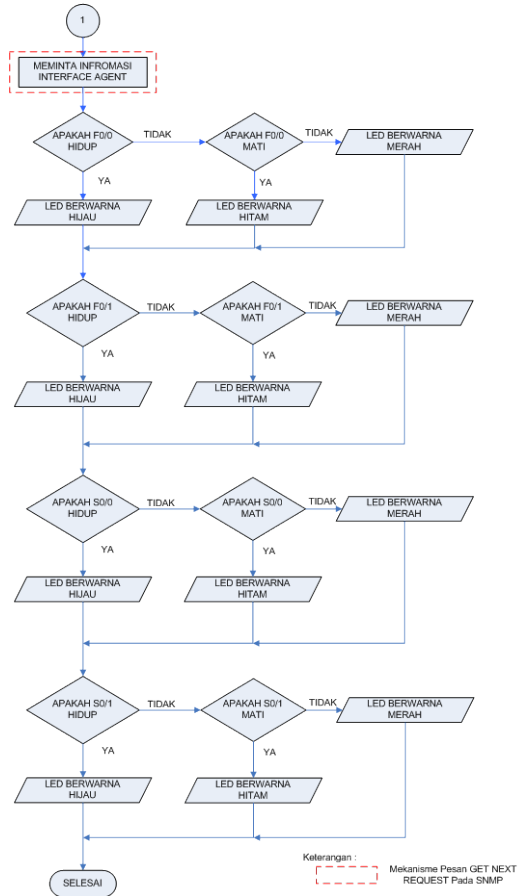 1
MEMINTA INFROMASI
INTERFACE AGENT
APAKAH F0/0
HIDUP
TIDAK
APAKAH F0/0
MATI
TIDAK
LED BERWARNA
MERAH
YA
YA
LED BERWARNA
HIJAU
LED BERWARNA
HITAM
APAKAH F0/1
HIDUP
TIDAK
APAKAH F0/1
MATI
TIDAK
LED BERWARNA
MERAH
YA
YA
LED BERWARNA
HIJAU
LED BERWARNA
HITAM
APAKAH S0/0
HIDUP
TIDAK
APAKAH S0/0
MATI
TIDAK
LED BERWARNA
MERAH
YA
YA
LED BERWARNA
HIJAU
LED BERWARNA
HITAM
APAKAH S0/1
HIDUP
TIDAK
APAKAH S0/1
MATI
TIDAK
LED BERWARNA
MERAH
YA
YA
LED BERWARNA
HIJAU
LED BERWARNA
HITAM
SELESAI
Keterangan :
Mekanisme Pesan GET NEXT
REQUEST Pada SNMP